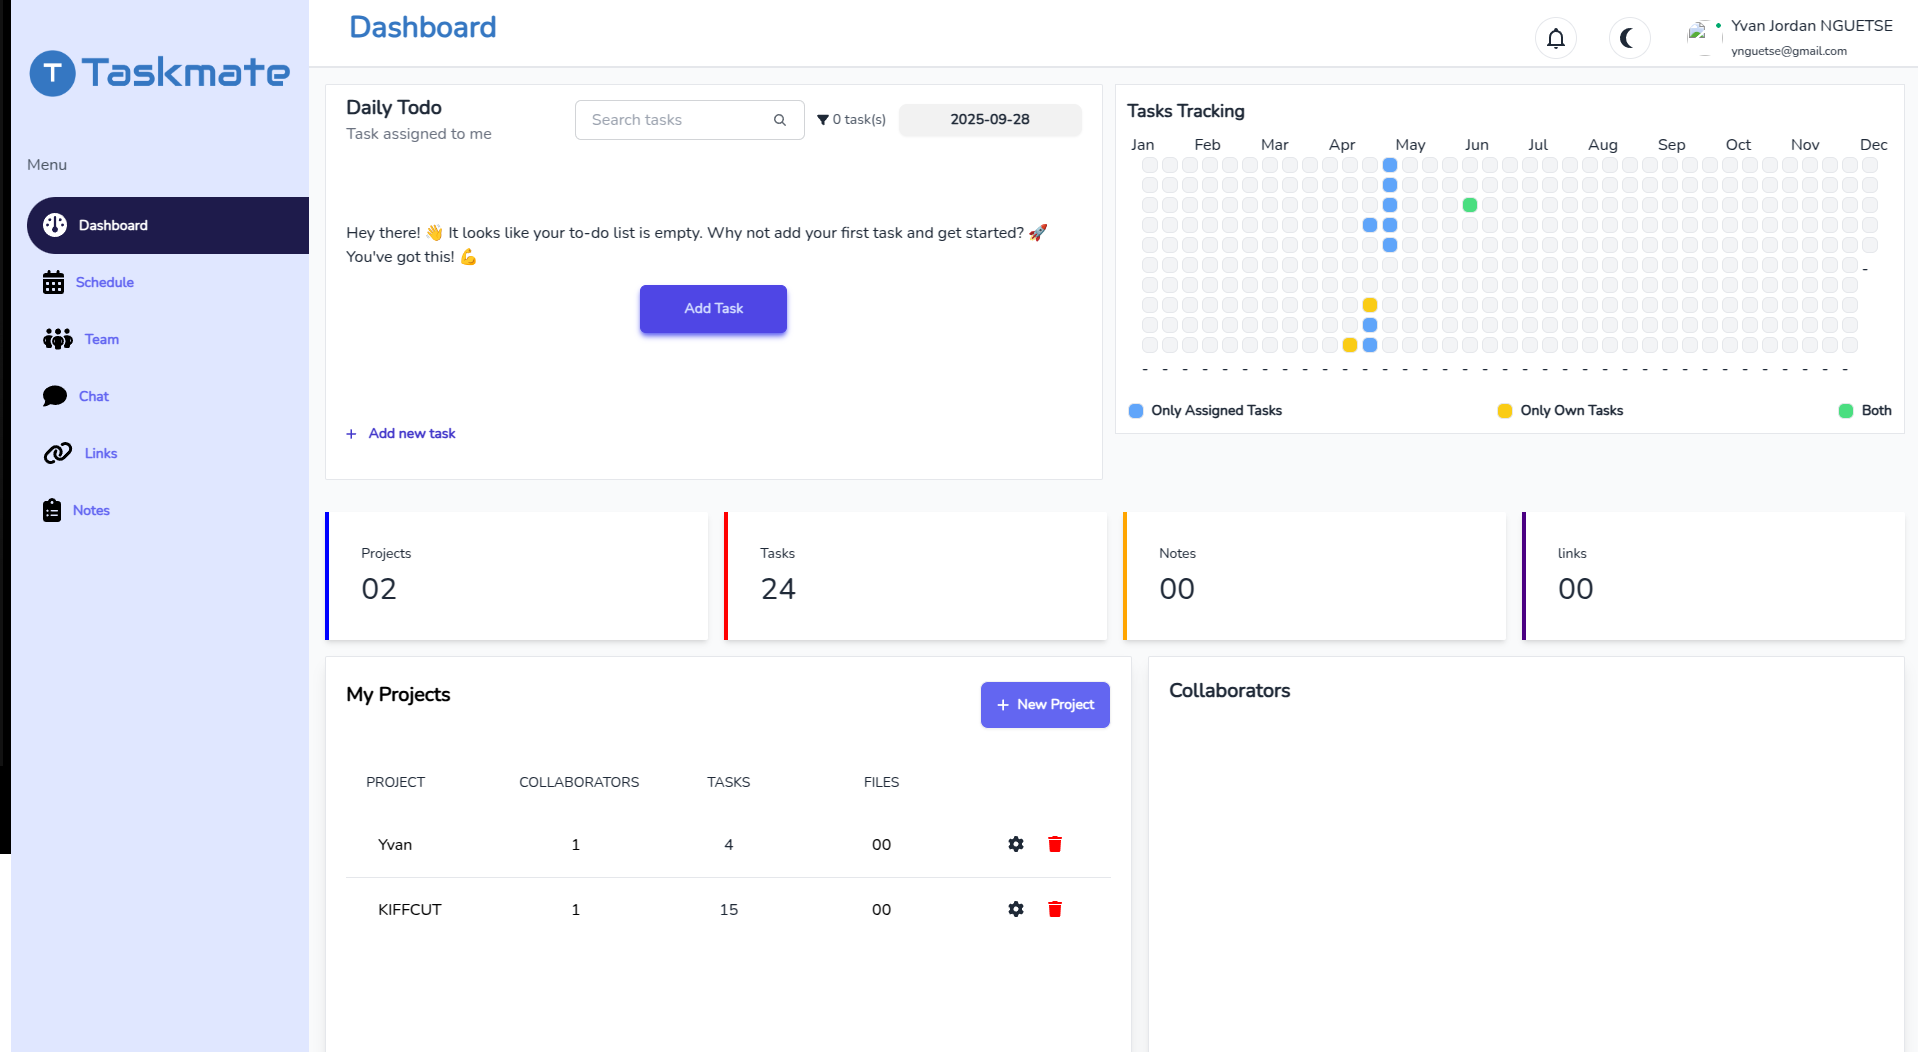 Dashboard
Yvan Jordan NGUETSE
ynguetse@gmail.com
T Taskmate
Menu
Dashboard
Schedule
Team
Chat
Links
Notes
Daily Todo
Task assigned to me
Search tasks
0 task(s)
2025-09-28
Hey there! 👋 It looks like your to-do list is empty. Why not add your first task and get started? 🚀
You've got this! 💪
Add Task
+ Add new task
Tasks Tracking
Jan Feb Mar Apr May Jun Jul Aug Sep Oct Nov Dec
-
- - - - - - - - - - - - - - - - - - - - - - - - - - - - - - - - - - - -
Only Assigned Tasks
Only Own Tasks
Both
Projects
02
Tasks
24
Notes
00
links
00
My Projects
+ New Project
PROJECT COLLABORATORS TASKS FILES
Yvan 1 4 00
KIFFCUT 1 15 00
Collaborators